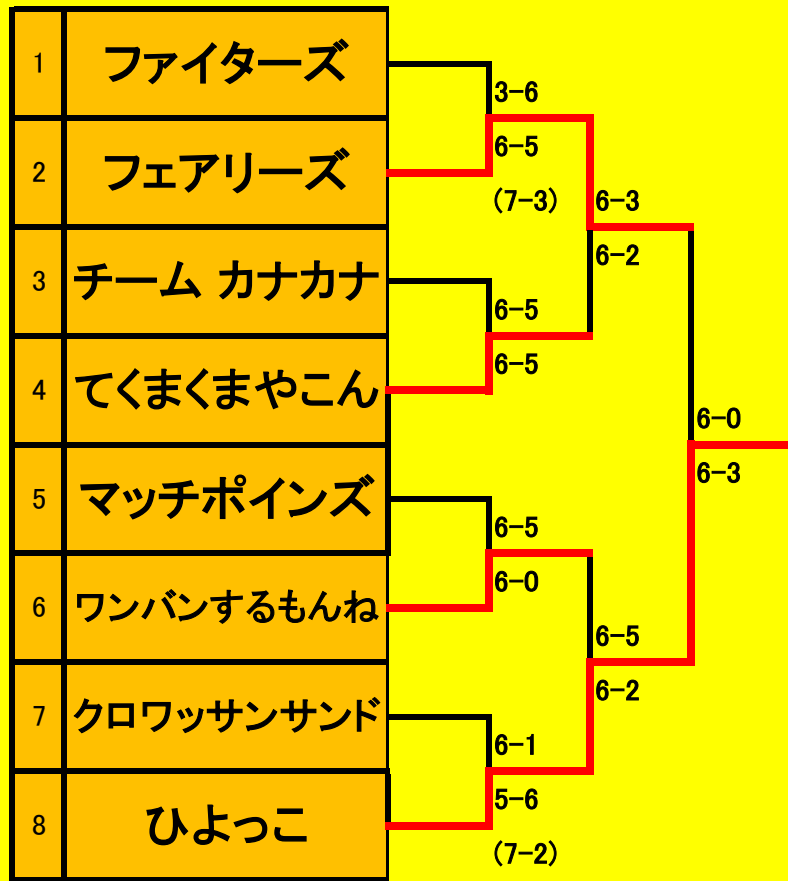 1 ファイターズ
2 フェアリーズ
3 チーム カナカナ
4 てくまくまやこん
5 マッチポインズ
6 ワンバンするもんね
7 クロワッサンサンド
8 ひよっこ
3-6
6-5
(7-3)
6-5
6-5
6-5
6-0
6-1
5-6
(7-2)
6-3
6-2
6-5
6-2
6-0
6-3